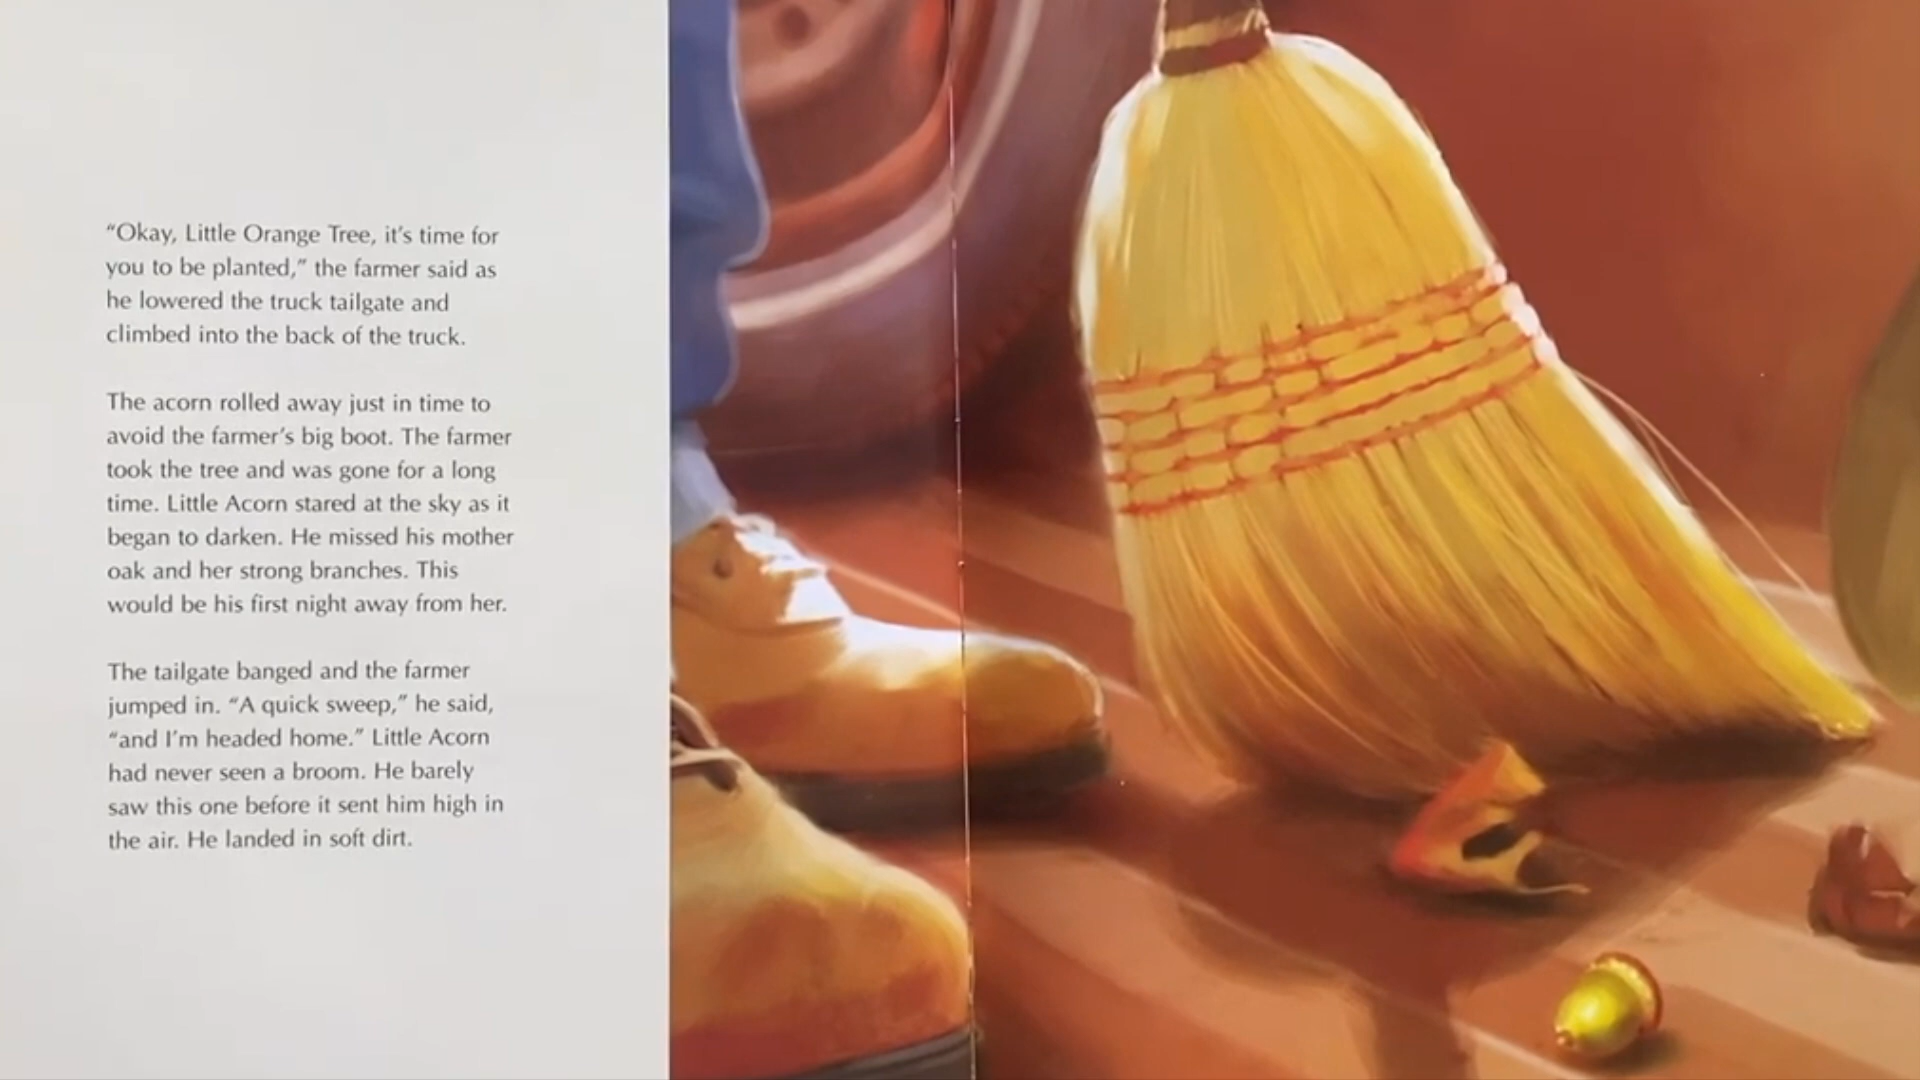 “Okay, Little Orange Tree, it’s time for
you to be planted,” the farmer said as
he lowered the truck tailgate and
climbed into the back of the truck.
The acorn rolled away just in time to
avoid the farmer’s big boot. The farmer
took the tree and was gone for a long
time. Little Acorn stared at the sky as it
began to darken. He missed his mother
oak and her strong branches. This
would be his first night away from her.
The tailgate banged and the farmer
jumped in. “A quick sweep,” he said,
“and I’m headed home.” Little Acorn
had never seen a broom. He barely
saw this one before it sent him high in
the air. He landed in soft dirt.